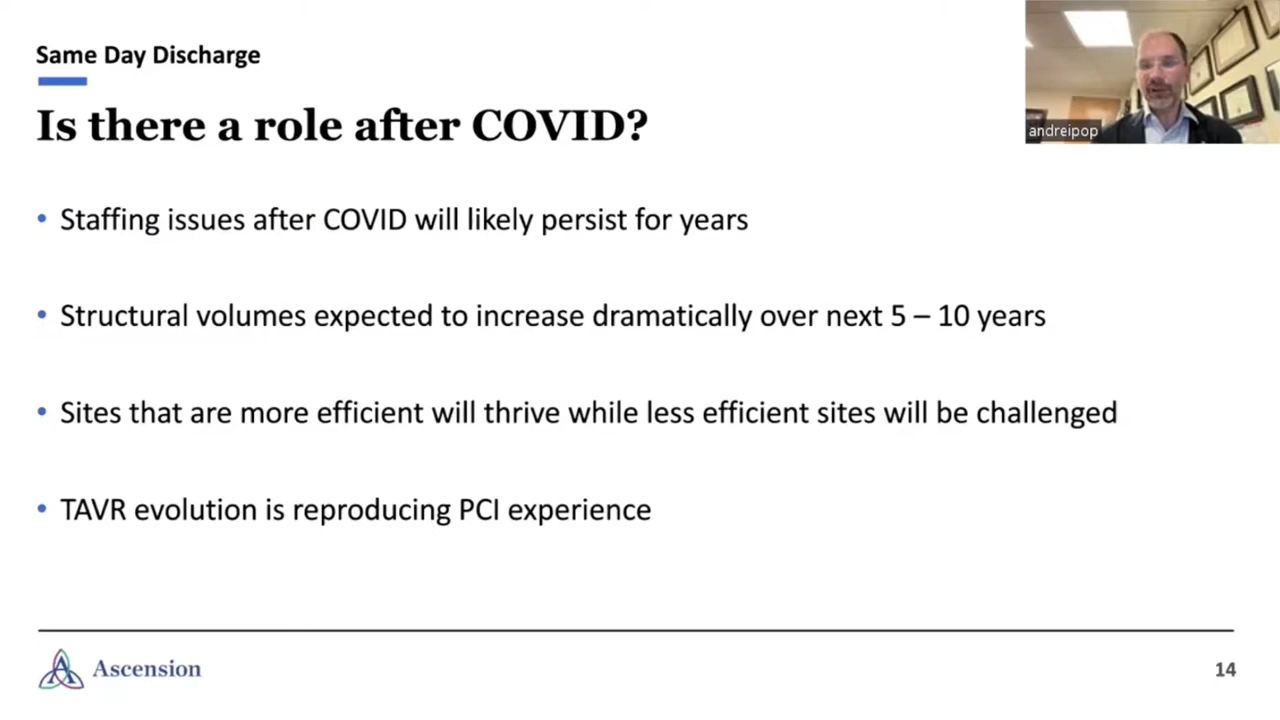 Same Day Discharge
Is there a role after COVID?
andreipop
• Staffing issues after COVID will likely persist for years
• Structural volumes expected to increase dramatically over next 5 – 10 years
• Sites that are more efficient will thrive while less efficient sites will be challenged
• TAVR evolution is reproducing PCI experience
Ascension
14